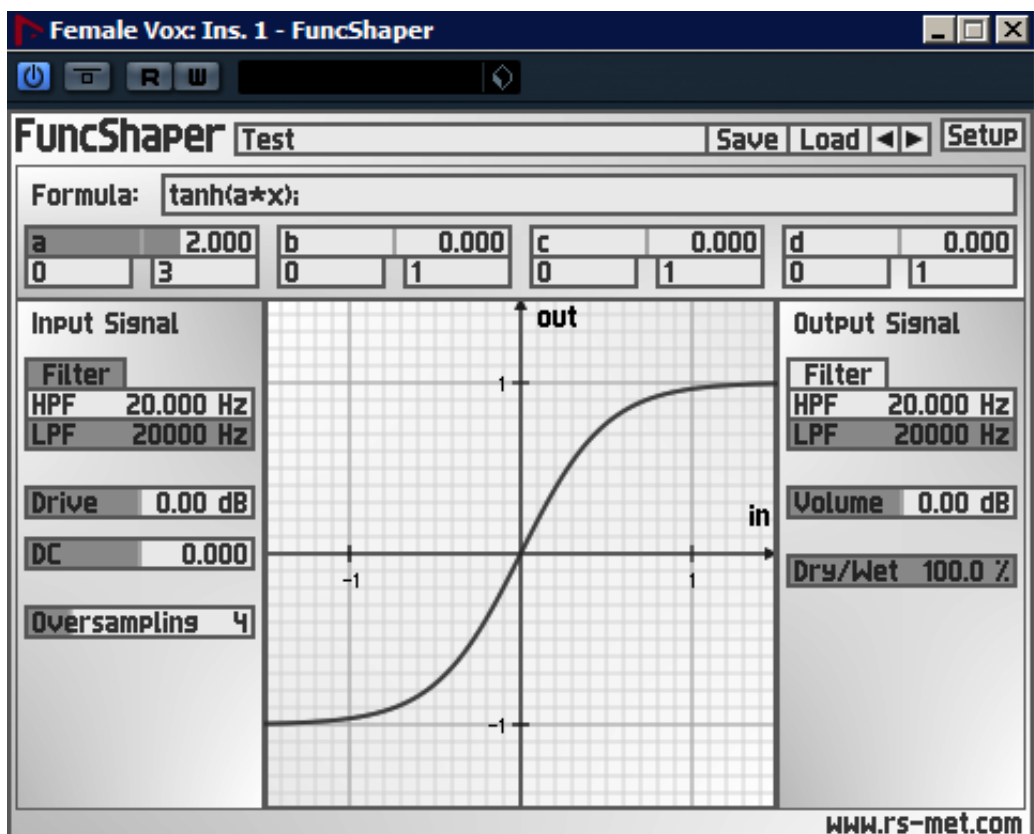 Female Vox: Ins. 1 - FuncShaper
R W
FuncShaper Test Save Load Setup
Formula: tanh(a*x);
a 2.000 b 0.000 c 0.000 d 0.000
0 3 0 1 0 1 0 1
Input Signal
Filter
HPF 20.000 Hz
LPF 20000 Hz
Drive 0.00 dB
DC 0.000
Oversampling 4
out
1
in
-1 1
-1
Output Signal
Filter
HPF 20.000 Hz
LPF 20000 Hz
Volume 0.00 dB
Dry/Wet 100.0 %
www.rs-met.com